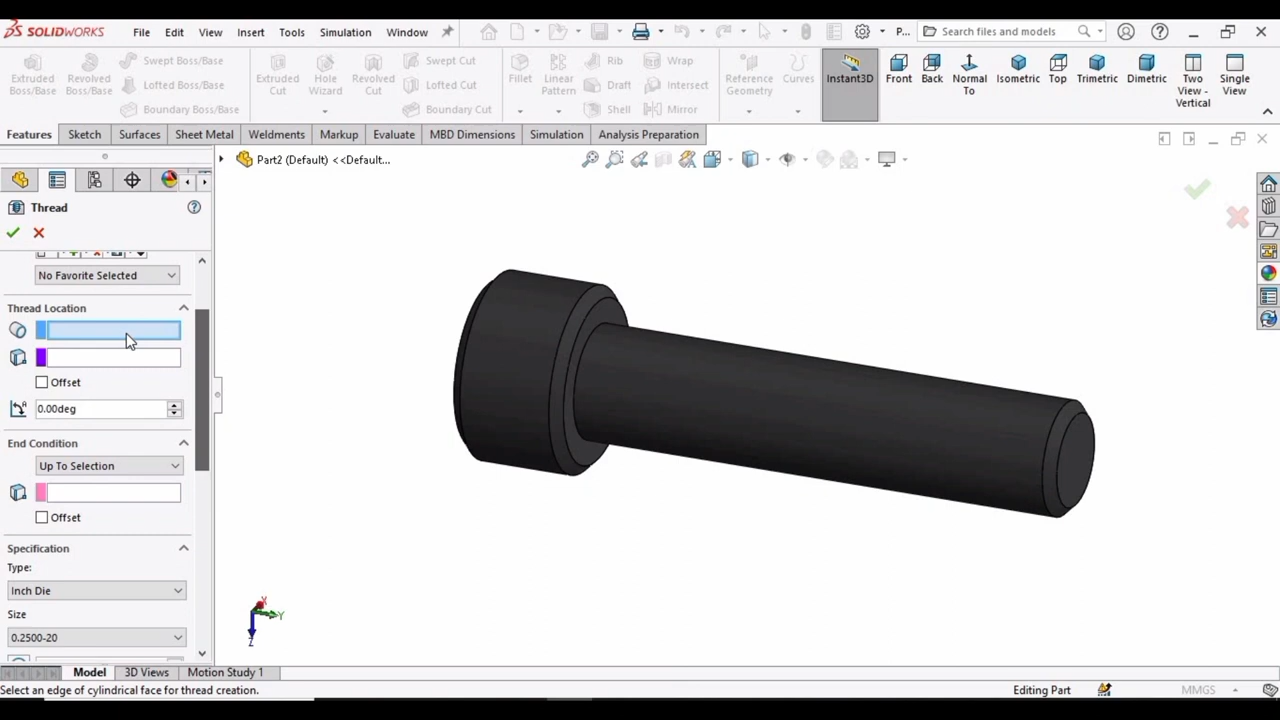 SOLIDWORKS File Edit View Insert Tools Simulation Window P... Search files and models
Extruded Boss/Base
Revolved Boss/Base
Swept Boss/Base
Lofted Boss/Base
Boundary Boss/Base
Extruded Cut
Hole Wizard
Revolved Cut
Swept Cut
Lofted Cut
Boundary Cut
Fillet
Linear Pattern
Rib
Draft
Shell
Wrap
Intersect
Mirror
Reference Geometry
Curves
Instant3D
Front
Back
Normal To
Isometric
Top
Trimetric
Dimetric
Two View - Vertical
Single View
Features Sketch Surfaces Sheet Metal Weldments Markup Evaluate MBD Dimensions Simulation Analysis Preparation
Part2 (Default) <<Default...
Thread
No Favorite Selected
Thread Location
Offset
0.00deg
End Condition
Up To Selection
Offset
Specification
Type:
Inch Die
Size
0.2500-20
X
Y
Z
Model 3D Views Motion Study 1
Select an edge of cylindrical face for thread creation. Editing Part MMGS